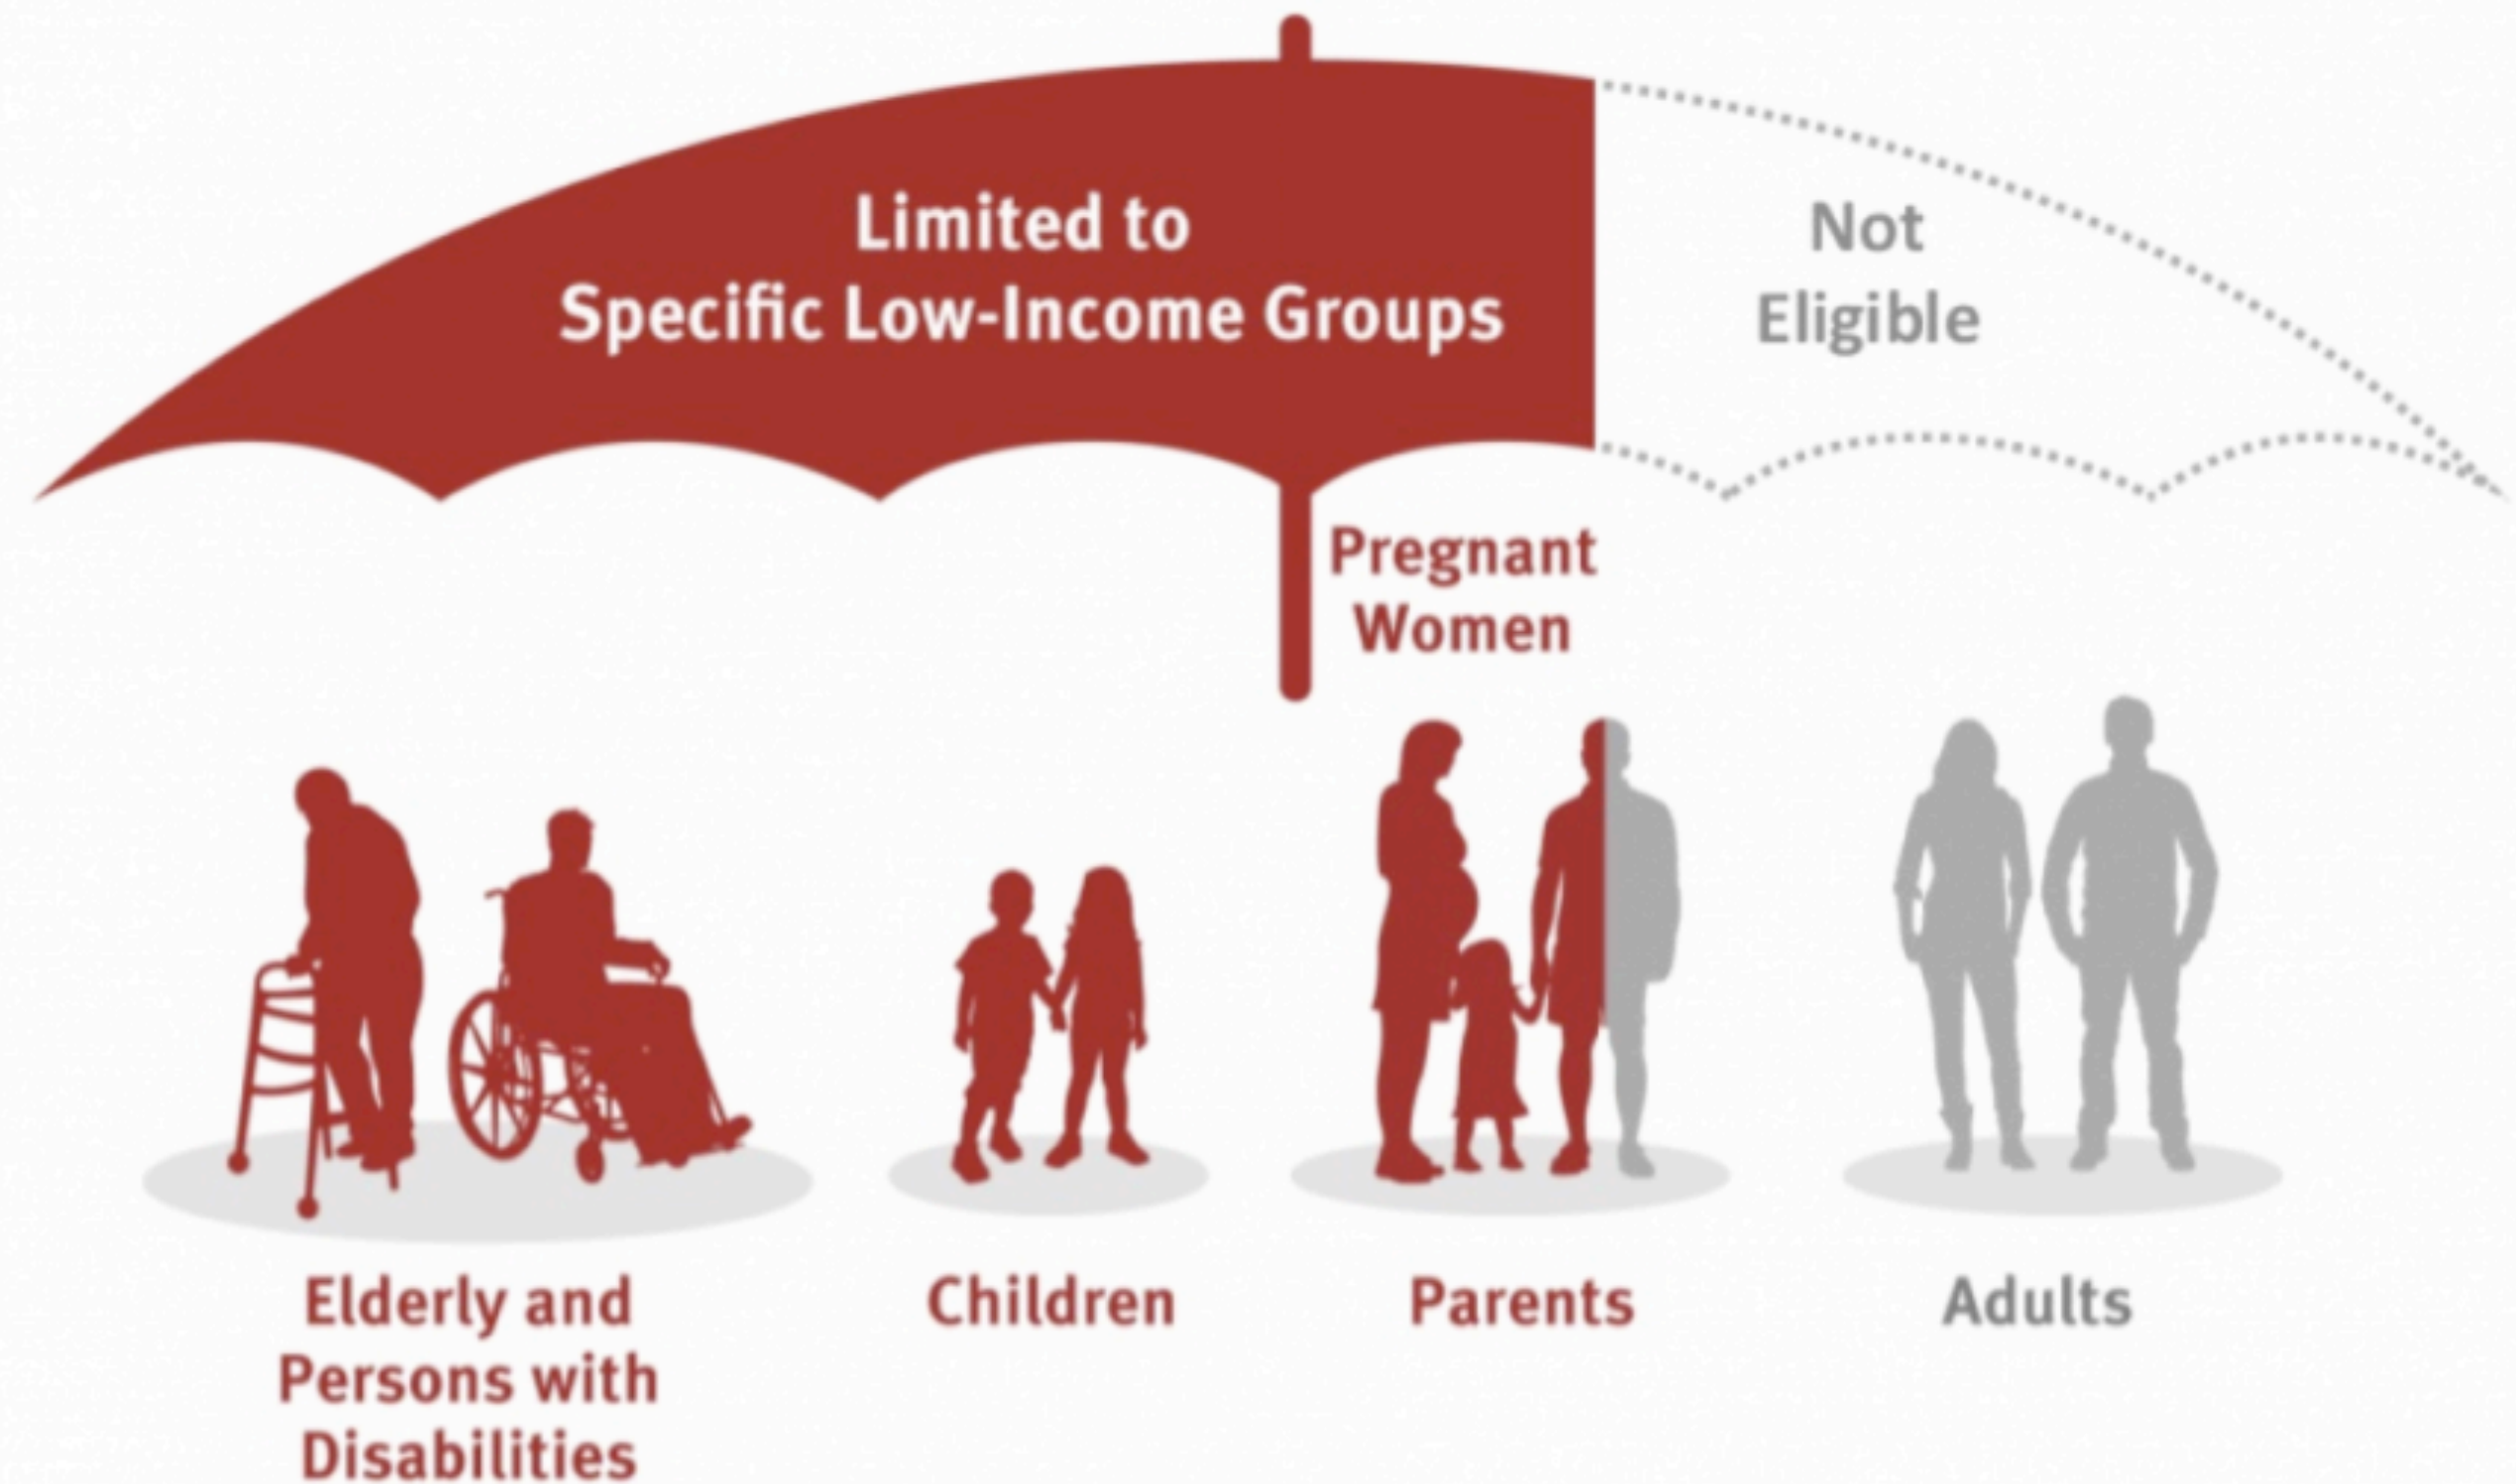 Limited to
Specific Low-Income Groups
Not
Eligible
Pregnant
Women
Elderly and
Persons with
Disabilities
Children
Parents
Adults